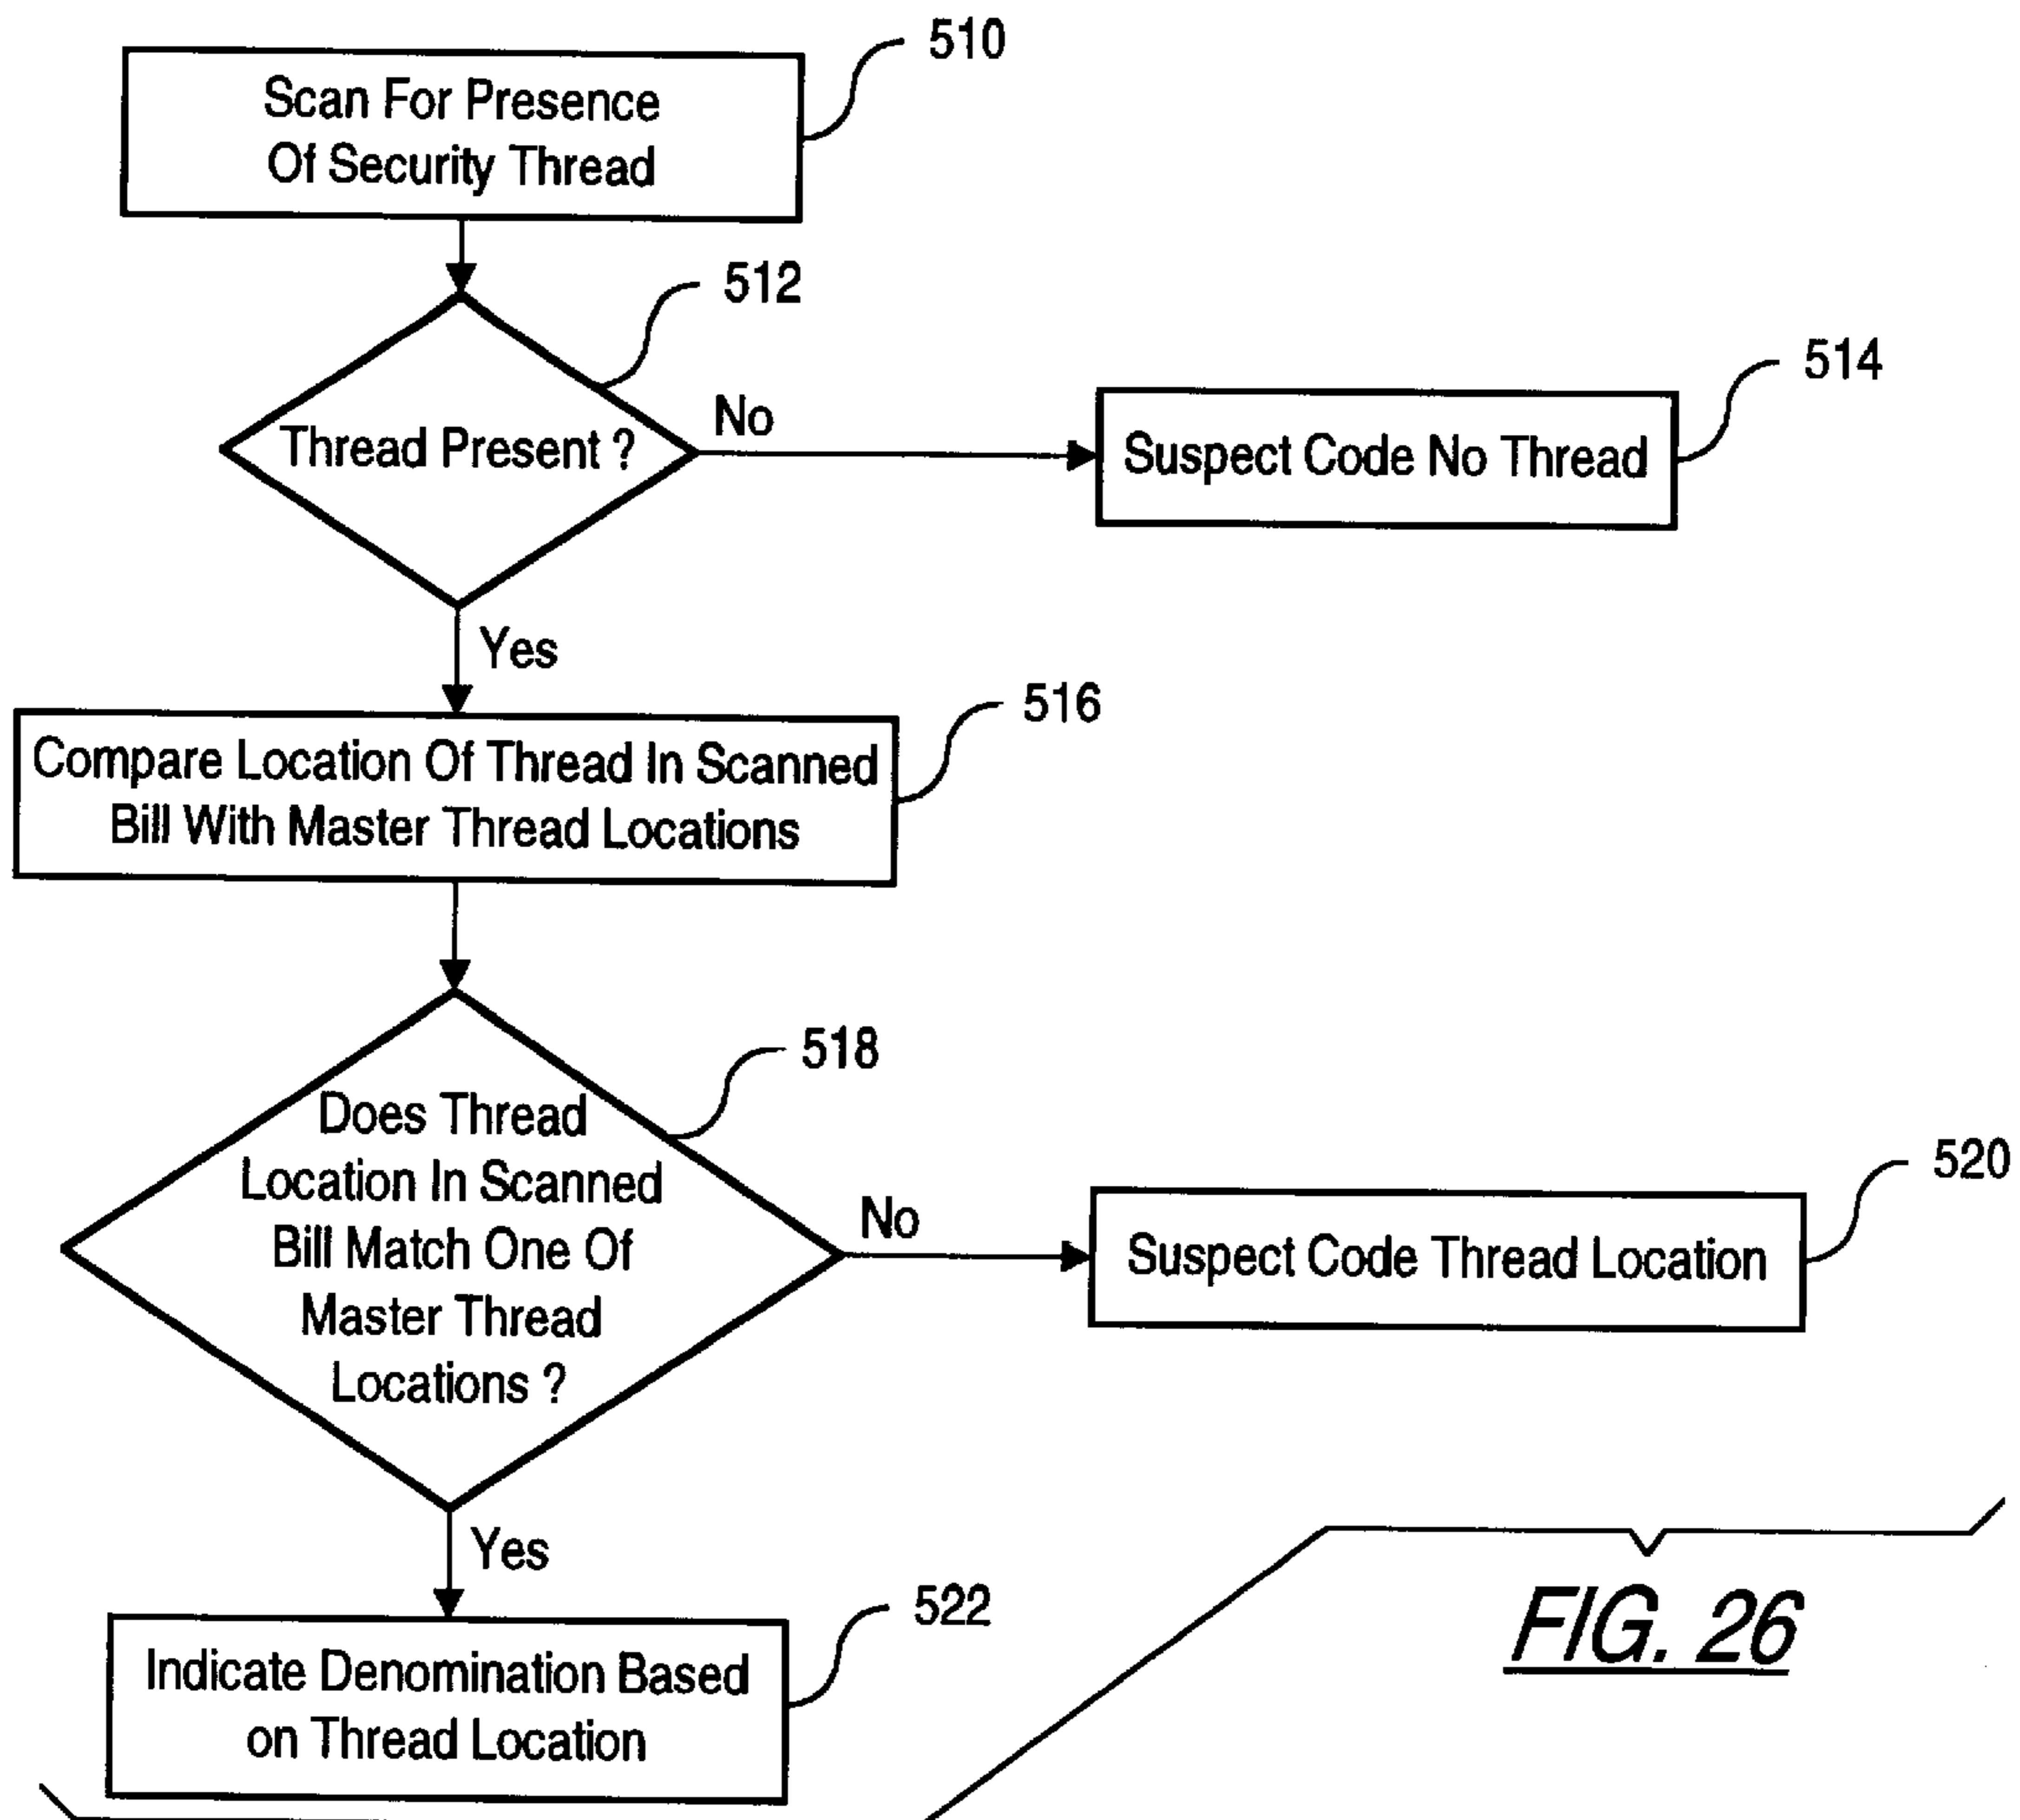 510
Scan For Presence
Of Security Thread
512
Thread Present ?
No
514
Suspect Code No Thread
Yes
516
Compare Location Of Thread In Scanned
Bill With Master Thread Locations
518
Does Thread
Location In Scanned
Bill Match One Of
Master Thread
Locations ?
No
520
Suspect Code Thread Location
Yes
522
Indicate Denomination Based
on Thread Location
FIG. 26